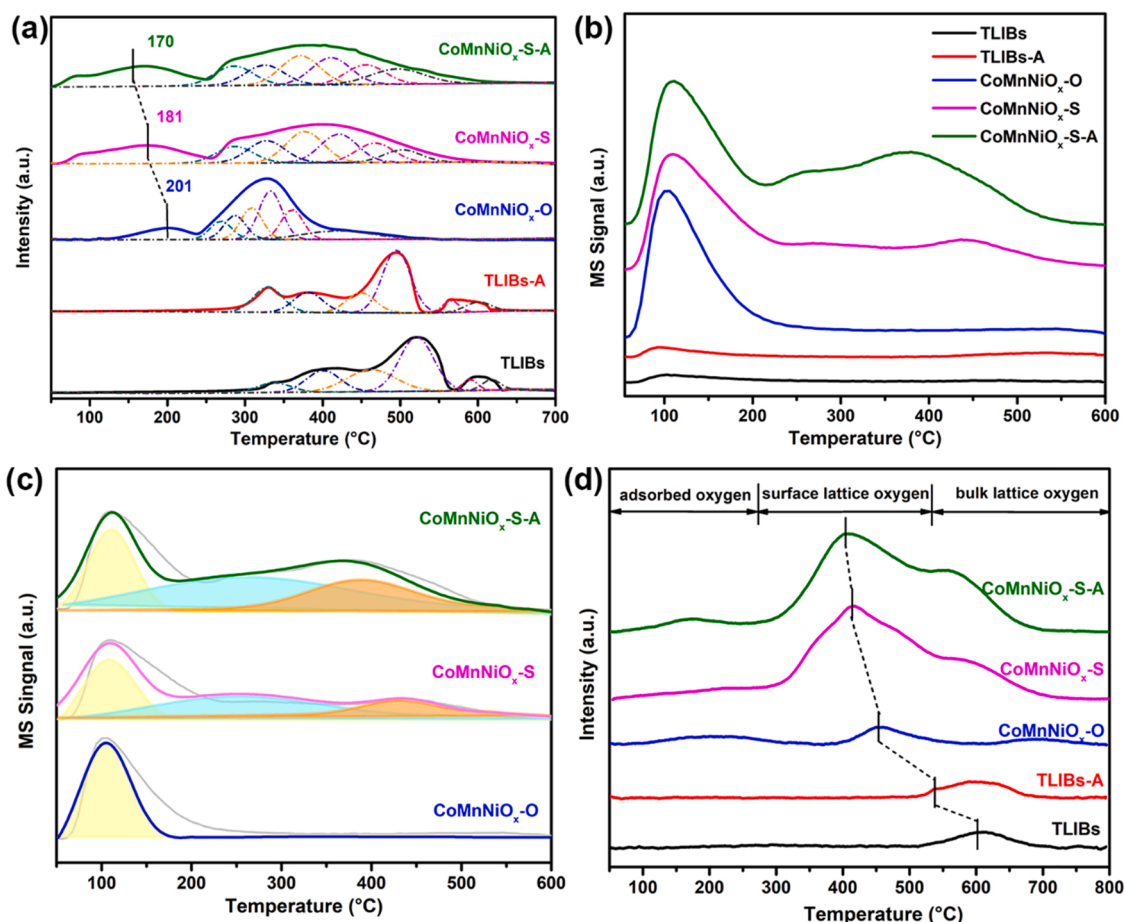 (a)
170
CoMnNiOx-S-A
181
CoMnNiOx-S
201
CoMnNiOx-O
TLIBs-A
TLIBs
Intensity (a.u.)
100 200 300 400 500 600 700
Temperature (°C)
(b)
TLIBs
TLIBs-A
CoMnNiOx-O
CoMnNiOx-S
CoMnNiOx-S-A
MS Signal (a.u.)
100 200 300 400 500 600
Temperature (°C)
(c)
CoMnNiOx-S-A
CoMnNiOx-S
CoMnNiOx-O
MS Singnal (a.u.)
100 200 300 400 500 600
Temperature (°C)
(d)
adsorbed oxygen surface lattice oxygen bulk lattice oxygen
CoMnNiOx-S-A
CoMnNiOx-S
CoMnNiOx-O
TLIBs-A
TLIBs
Intensity (a.u.)
100 200 300 400 500 600 700 800
Temperature (°C)